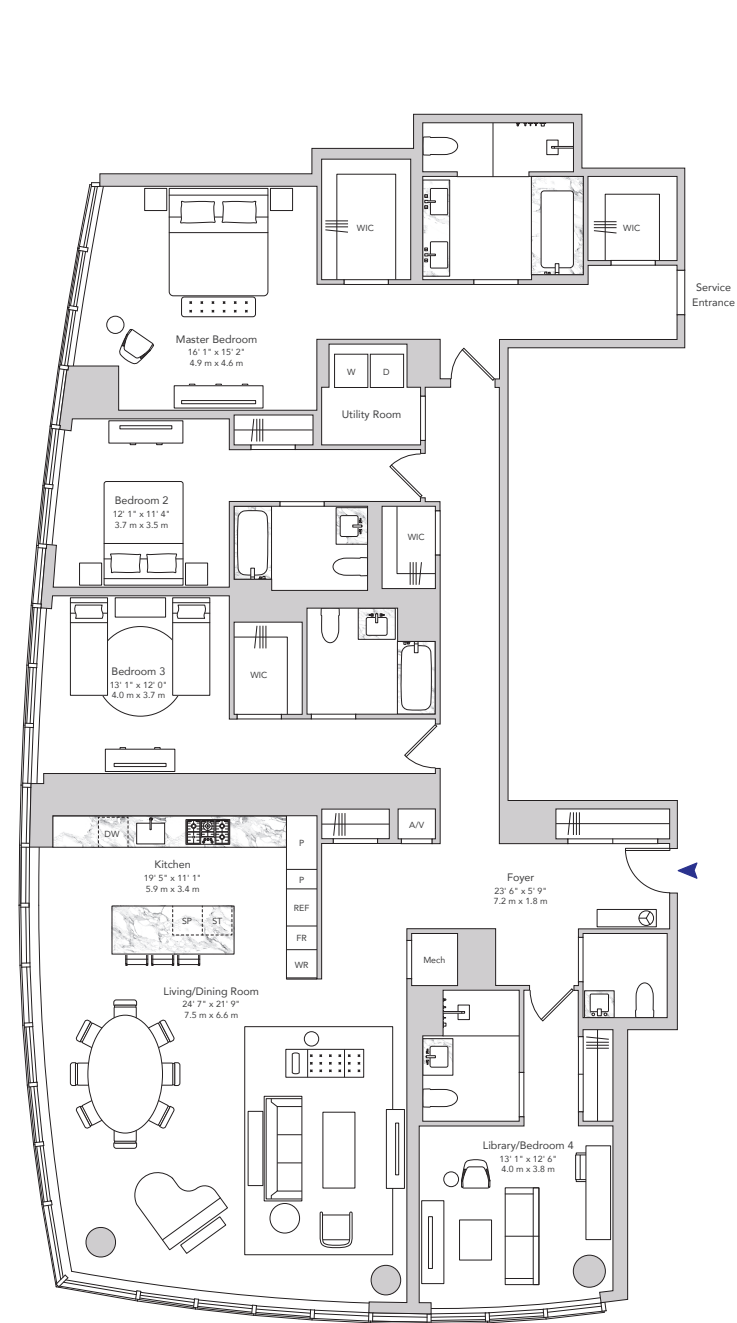 WIC
WIC
Service
Entrance
Master Bedroom
16' 1" x 15' 2"
4.9 m x 4.6 m
W
D
Utility Room
Bedroom 2
12' 1" x 11' 4"
3.7 m x 3.5 m
WIC
Bedroom 3
13' 1" x 12' 0"
4.0 m x 3.7 m
WIC
DW
A/V
P
Kitchen
19' 5" x 11' 1"
5.9 m x 3.4 m
P
Foyer
23' 6" x 5' 9"
7.2 m x 1.8 m
REF
SP
ST
FR
WR
Mech
Living/Dining Room
24' 7" x 21' 9"
7.5 m x 6.6 m
Library/Bedroom 4
13' 1" x 12' 6"
4.0 m x 3.8 m